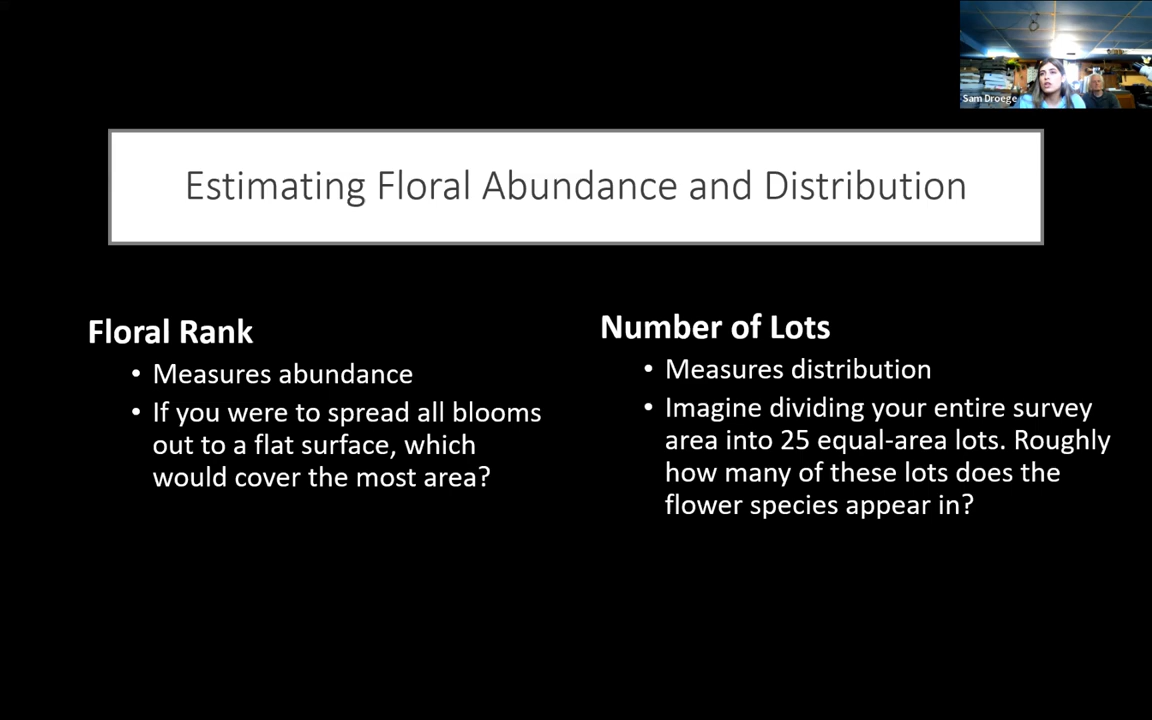 Sam Droege
Estimating Floral Abundance and Distribution
Floral Rank
• Measures abundance
• If you were to spread all blooms
out to a flat surface, which
would cover the most area?
Number of Lots
• Measures distribution
• Imagine dividing your entire survey
area into 25 equal-area lots. Roughly
how many of these lots does the
flower species appear in?